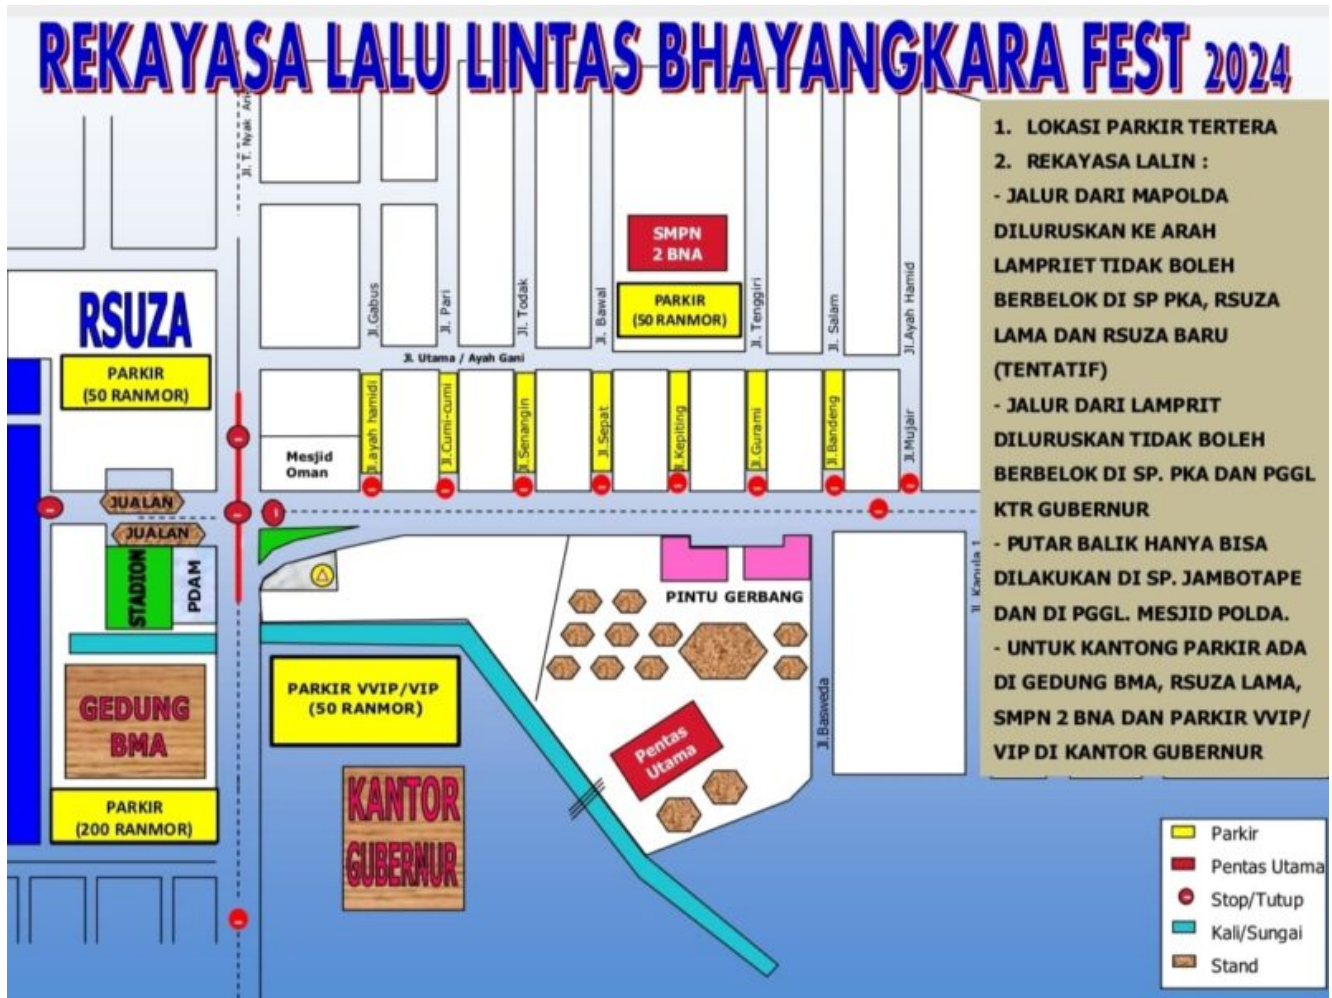 REKAYASA LALU LINTAS BHAYANGKARA FEST 2024
1. LOKASI PARKIR TERTERA
2. REKAYASA LALIN :
- JALUR DARI MAPOLDA
DILURUSKAN KE ARAH
LAMPRIET TIDAK BOLEH
BERBELOK DI SP PKA, RSUZA
LAMA DAN RSUZA BARU
(TENTATIF)
- JALUR DARI LAMPRIT
DILURUSKAN TIDAK BOLEH
BERBELOK DI SP. PKA DAN PGGL
KTR GUBERNUR
- PUTAR BALIK HANYA BISA
DILAKUKAN DI SP. JAMBOTAPE
DAN DI PGGL. MESJID POLDA.
- UNTUK KANTONG PARKIR ADA
DI GEDUNG BMA, RSUZA LAMA,
SMPN 2 BNA DAN PARKIR VVIP/
VIP DI KANTOR GUBERNUR
Jl. T. Nyak
SMPN
2 BNA
PARKIR
(50 RANMOR)
Jl.Gabus
Jl. Pari
Jl. Todak
Jl. Bawal
Jl. Tenggiri
Jl. Salam
Jl.Ayah Hamid
RSUZA
PARKIR
(50 RANMOR)
Jl. Utama / Ayah Gani
Jl.ayah hamidi
Jl.Cumi-cumi
Jl.Senangin
Jl.Sepat
Jl.Kepiting
Jl.Gurami
Jl.Bandeng
Jl.Mujair
Mesjid
Oman
JUALAN
JUALAN
STADION
PDAM
PINTU GERBANG
GEDUNG
BMA
PARKIR VVIP/VIP
(50 RANMOR)
Pentas
Utama
Jl.Basweda
PARKIR
(200 RANMOR)
KANTOR
GUBERNUR
Parkir
Pentas Utama
Stop/Tutup
Kali/Sungai
Stand